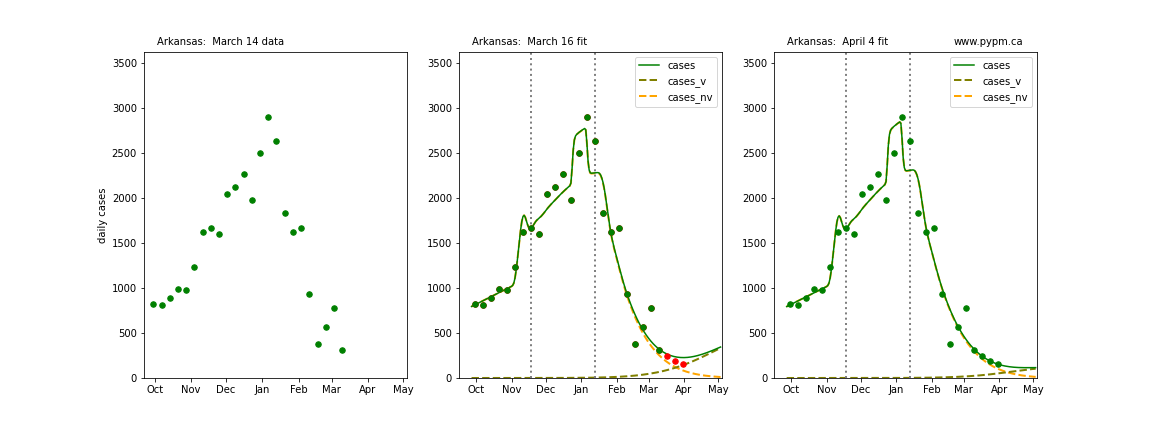 Arkansas:  March 14 data
daily cases
3500
3000
2500
2000
1500
1000
500
0
Oct Nov Dec Jan Feb Mar Apr May
Arkansas:  March 16 fit
cases
cases_v
cases_nv
3500
3000
2500
2000
1500
1000
500
0
Oct Nov Dec Jan Feb Mar Apr May
Arkansas:  April 4 fit www.pypm.ca
cases
cases_v
cases_nv
3500
3000
2500
2000
1500
1000
500
0
Oct Nov Dec Jan Feb Mar Apr May